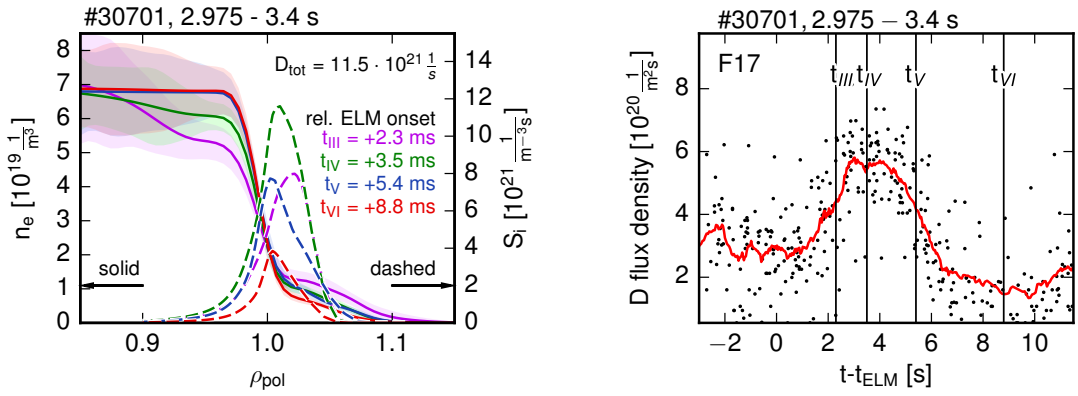 #30701, 2.975 - 3.4 s
D_tot = 11.5 · 10^21 1/s
rel. ELM onset
t_III = +2.3 ms
t_IV = +3.5 ms
t_V = +5.4 ms
t_VI = +8.8 ms
solid
dashed
n_e [10^19 1/m^3]
8
7
6
5
4
3
2
1
0
S_i [10^21 1/m^-3s]
14
12
10
8
6
4
2
0
0.9 1.0 1.1
ρ_pol
#30701, 2.975 − 3.4 s
F17
t_III t_IV t_V t_VI
D flux density [10^20 1/m^2s]
8
6
4
2
−2 0 2 4 6 8 10
t-t_ELM [s]